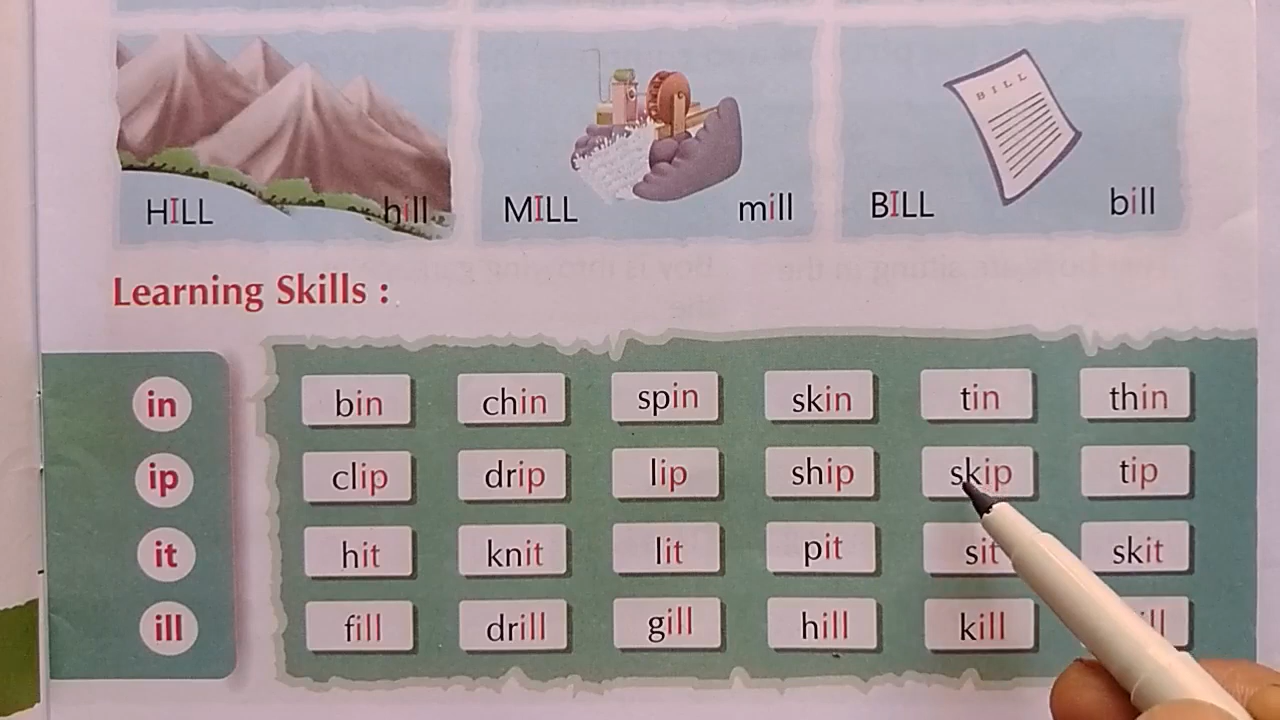 HILL hill MILL mill BILL BILL bill
Learning Skills :
in bin chin spin skin tin thin
ip clip drip lip ship skip tip
it hit knit lit pit sit skit
ill fill drill gill hill kill